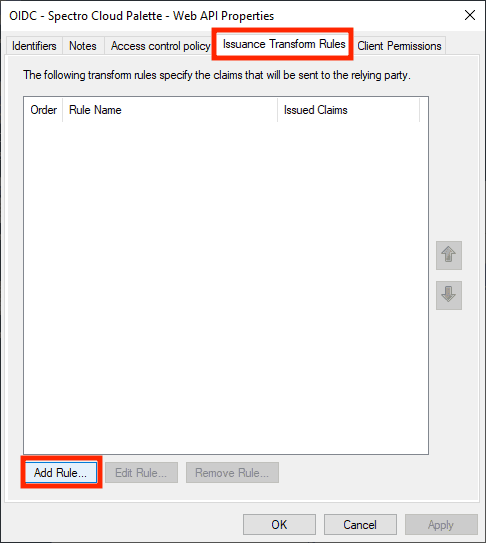 OIDC - Spectro Cloud Palette - Web API Properties
Identifiers Notes Access control policy Issuance Transform Rules Client Permissions
The following transform rules specify the claims that will be sent to the relying party.
Order Rule Name Issued Claims
Add Rule... Edit Rule... Remove Rule...
OK Cancel Apply